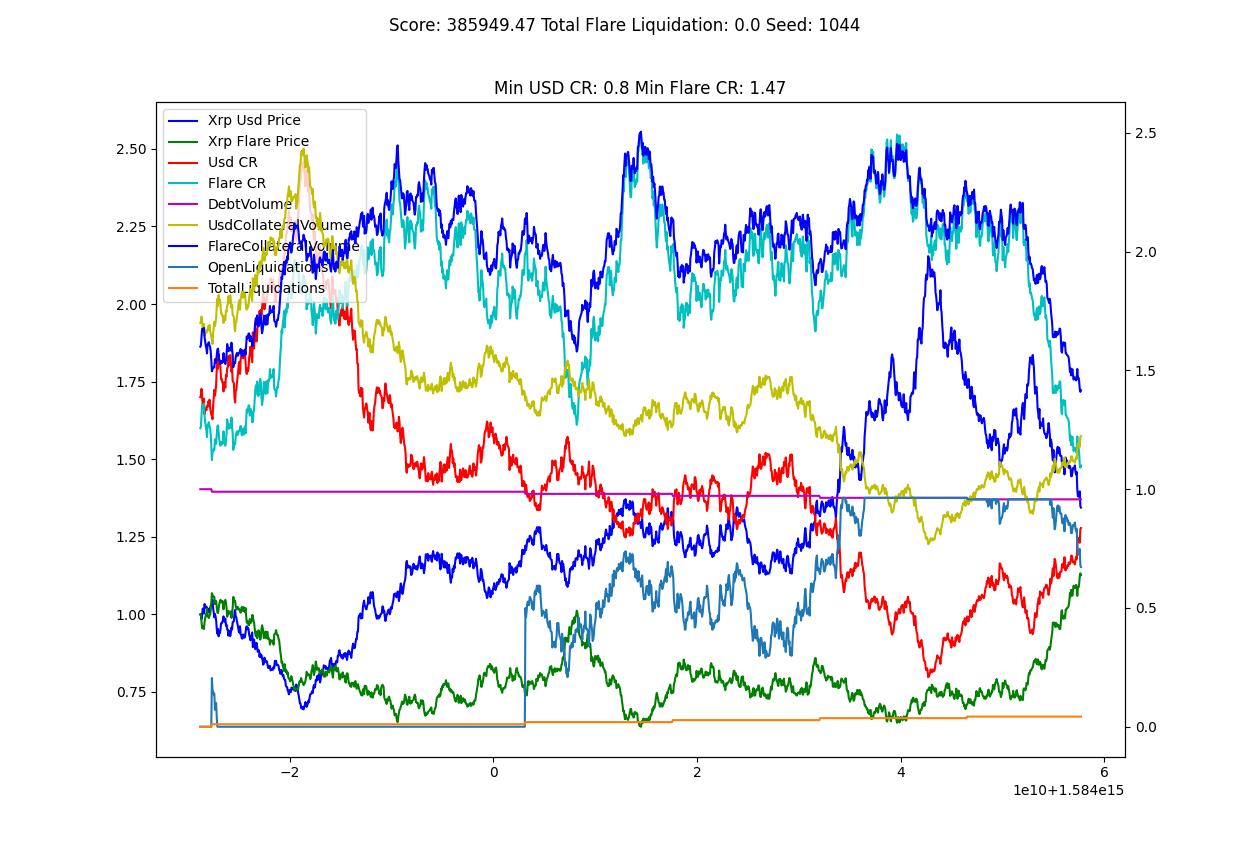 Score: 385949.47 Total Flare Liquidation: 0.0 Seed: 1044
Min USD CR: 0.8 Min Flare CR: 1.47
Xrp Usd Price
Xrp Flare Price
Usd CR
Flare CR
DebtVolume
UsdCollateralVolume
FlareCollateralVolume
OpenLiquidations
TotalLiquidations
2.50
2.25
2.00
1.75
1.50
1.25
1.00
0.75
2.5
2.0
1.5
1.0
0.5
0.0
−2 0 2 4 6
1e10+1.584e15